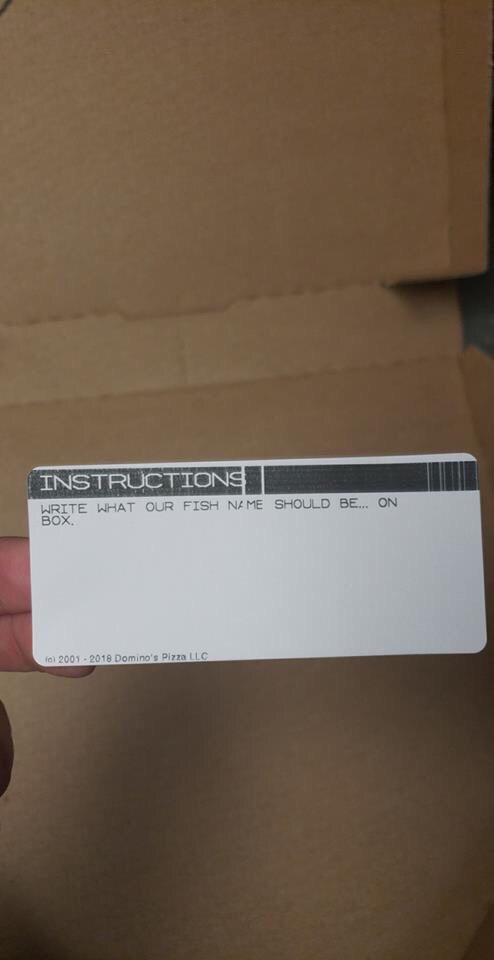 INSTRUCTIONS
WRITE WHAT OUR FISH NAME SHOULD BE... ON
BOX.
(c) 2001 - 2018 Domino's Pizza LLC